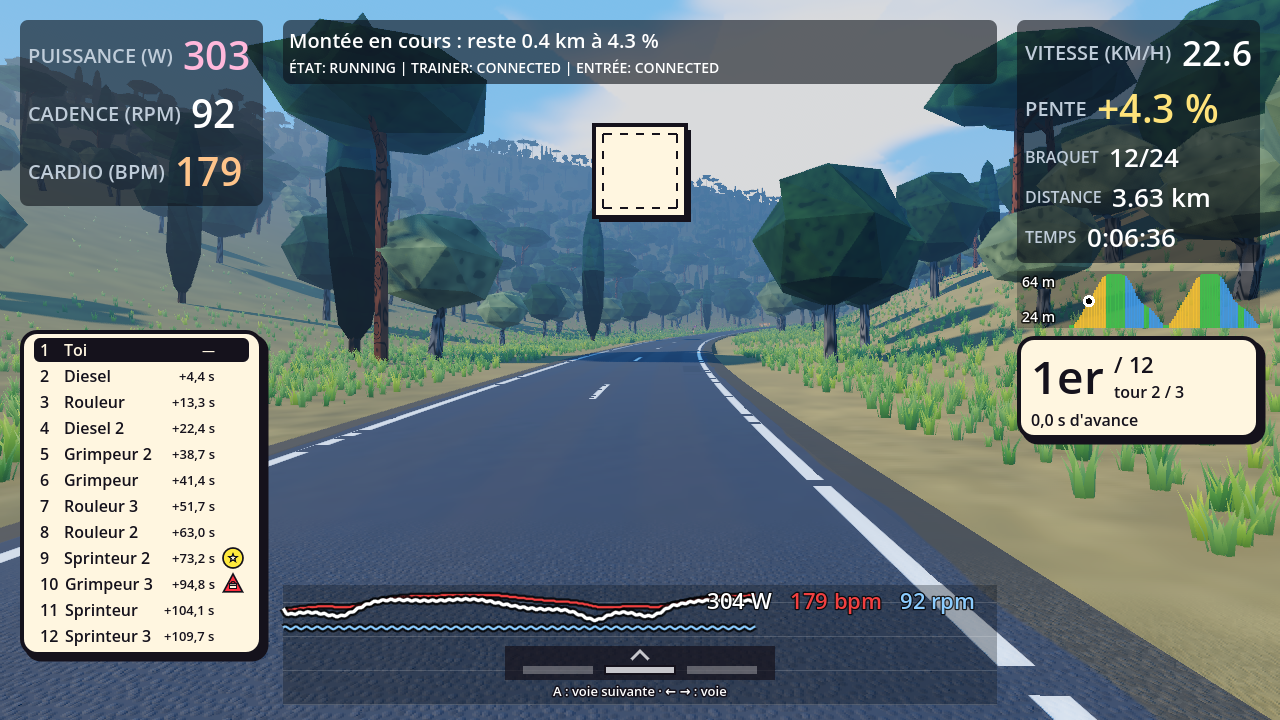 PUISSANCE (W) 303
CADENCE (RPM) 92
CARDIO (BPM) 179
Montée en cours : reste 0.4 km à 4.3 %
ÉTAT: RUNNING | TRAINER: CONNECTED | ENTRÉE: CONNECTED
VITESSE (KM/H) 22.6
PENTE +4.3 %
BRAQUET 12/24
DISTANCE 3.63 km
TEMPS 0:06:36
64 m
24 m
1er / 12
tour 2 / 3
0,0 s d'avance
1 Toi —
2 Diesel +4,4 s
3 Rouleur +13,3 s
4 Diesel 2 +22,4 s
5 Grimpeur 2 +38,7 s
6 Grimpeur +41,4 s
7 Rouleur 3 +51,7 s
8 Rouleur 2 +63,0 s
9 Sprinteur 2 +73,2 s
10 Grimpeur 3 +94,8 s
11 Sprinteur +104,1 s
12 Sprinteur 3 +109,7 s
304 W 179 bpm 92 rpm
A : voie suivante · ← → : voie